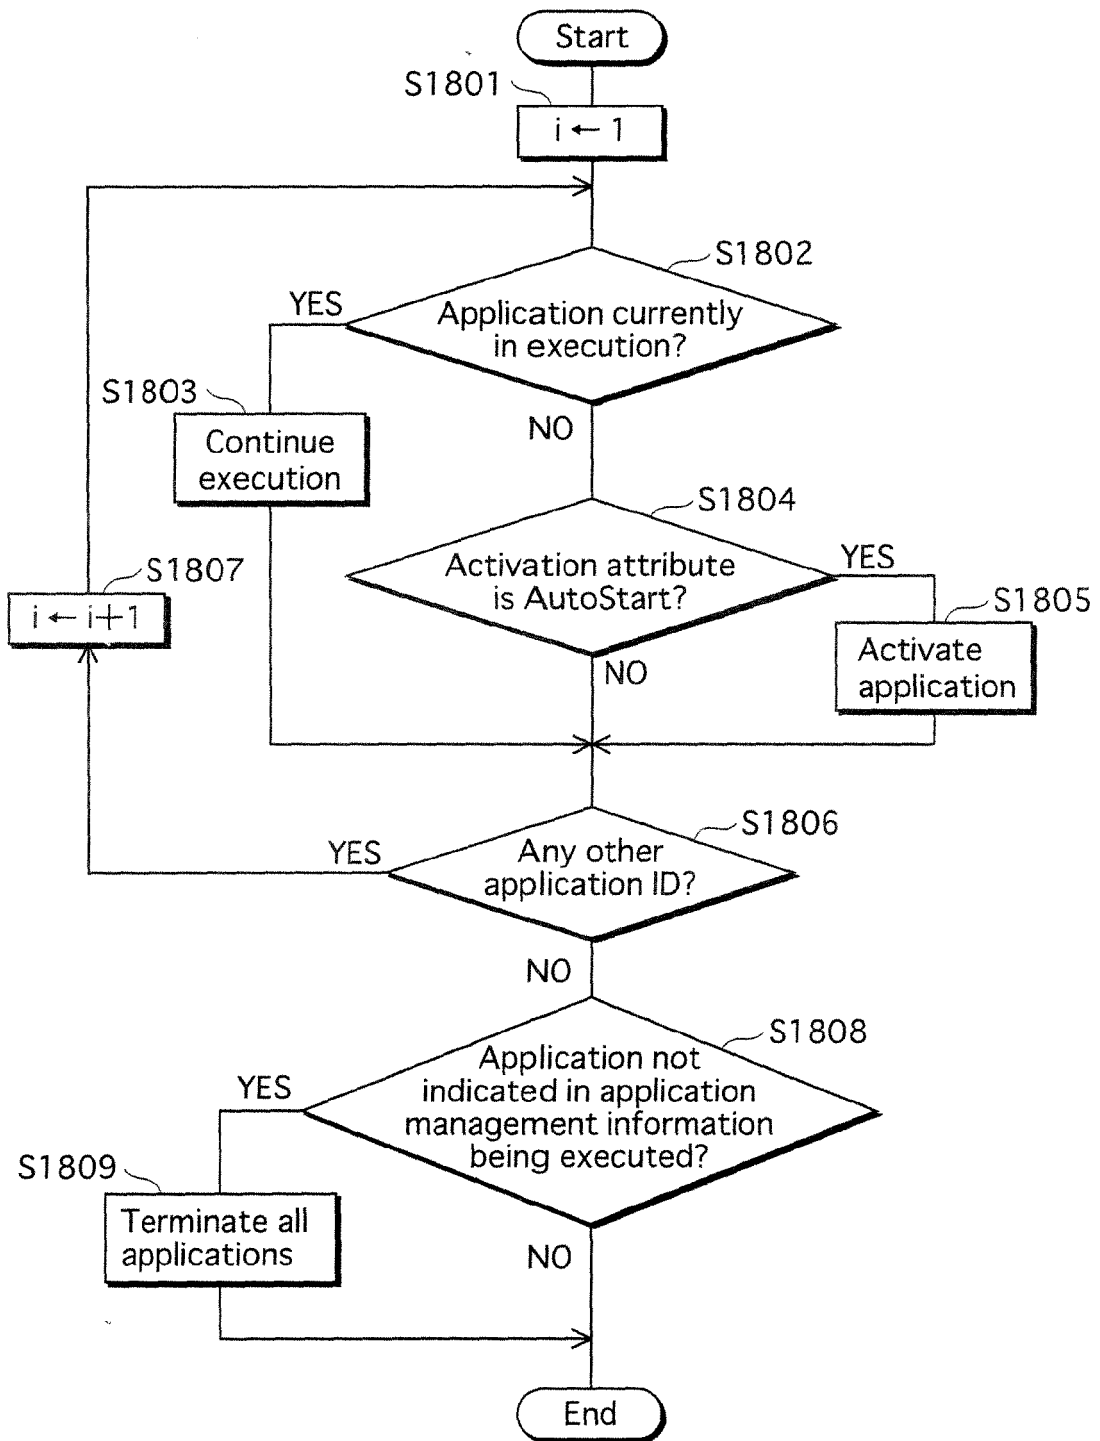 Start
S1801
i ← 1
S1802
YES
Application currently
in execution?
S1803
NO
Continue
execution
S1804
YES
Activation attribute
is AutoStart?
S1807
i ← i+1
S1805
Activate
application
NO
S1806
YES
Any other
application ID?
NO
S1808
YES
Application not
indicated in application
management information
being executed?
S1809
Terminate all
applications
NO
End